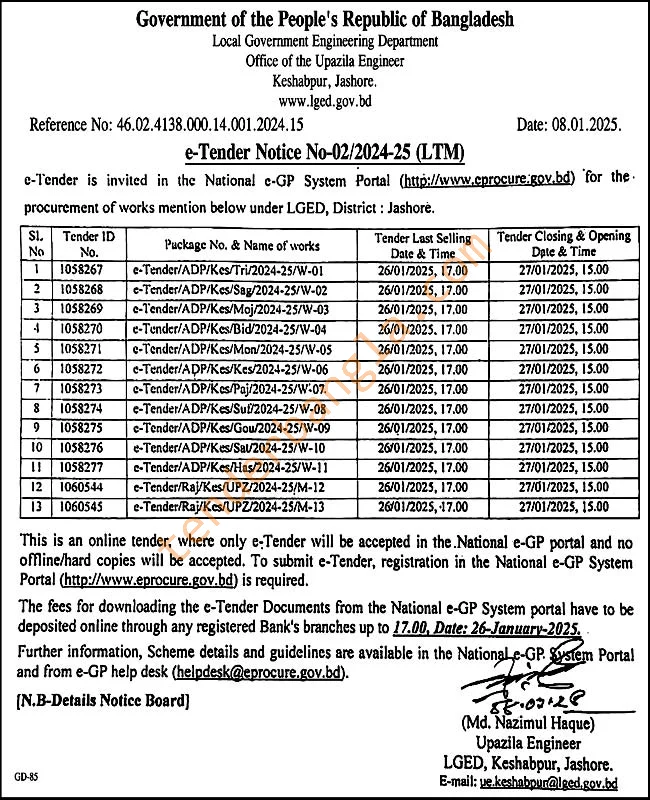 Government of the People's Republic of Bangladesh
Local Government Engineering Department
Office of the Upazila Engineer
Keshabpur, Jashore.
www.lged.gov.bd
Reference No: 46.02.4138.000.14.001.2024.15 Date: 08.01.2025.
e-Tender Notice No-02/2024-25 (LTM)
e-Tender is invited in the National e-GP System Portal (http://www.eprocure.gov.bd) for the
procurement of works mention below under LGED, District : Jashore.
Sl. No Tender ID No. Package No. & Name of works Tender Last Selling Date & Time Tender Closing & Opening Date & Time
1 1058267 e-Tender/ADP/Kes/Tri/2024-25/W-01 26/01/2025, 17.00 27/01/2025, 15.00
2 1058268 e-Tender/ADP/Kes/Sag/2024-25/W-02 26/01/2025, 17.00 27/01/2025, 15.00
3 1058269 e-Tender/ADP/Kes/Moj/2024-25/W-03 26/01/2025, 17.00 27/01/2025, 15.00
4 1058270 e-Tender/ADP/Kes/Bid/2024-25/W-04 26/01/2025, 17.00 27/01/2025, 15.00
5 1058271 e-Tender/ADP/Kes/Mon/2024-25/W-05 26/01/2025, 17.00 27/01/2025, 15.00
6 1058272 e-Tender/ADP/Kes/Kes/2024-25/W-06 26/01/2025, 17.00 27/01/2025, 15.00
7 1058273 e-Tender/ADP/Kes/Paj/2024-25/W-07. 26/01/2025, 17.00 27/01/2025, 15.00
8 1058274 e-Tender/ADP/Kes/Suf/2024-25/W-08 26/01/2025, 17.00 27/01/2025, 15.00
9 1058275 e-Tender/ADP/Kes/Gou/2024-25/W-09 26/01/2025, 17.00 27/01/2025, 15.00
10 1058276 e-Tender/ADP/Kes/Sat/2024-25/W-10 26/01/2025, 17.00 27/01/2025, 15.00
11 1058277 e-Tender/ADP/Kes/Has/2024-25/W-11 26/01/2025, 17.00 27/01/2025, 15.00
12 1060544 e-Tender/Raj/Kes/UPZ/2024-25/M-12 26/01/2025, 17.00 27/01/2025, 15.00
13 1060545 e-Tender/Raj/Kes/UPZ/2024-25/M-13 26/01/2025, 17.00 27/01/2025, 15.00
tenderbangla.com
This is an online tender, where only e-Tender will be accepted in the National e-GP portal and no
offline/hard copies will be accepted. To submit e-Tender, registration in the National e-GP System
Portal (http://www.eprocure.gov.bd) is required.
The fees for downloading the e-Tender Documents from the National e-GP System portal have to be
deposited online through any registered Bank's branches up to 17.00, Date: 26-January-2025.
Further information, Scheme details and guidelines are available in the National e-GP System Portal
and from e-GP help desk (helpdesk@eprocure.gov.bd).
[N.B-Details Notice Board]
(Md. Nazimul Haque)
Upazila Engineer
LGED, Keshabpur, Jashore.
E-mail: ue.keshabpur@lged.gov.bd
GD-85